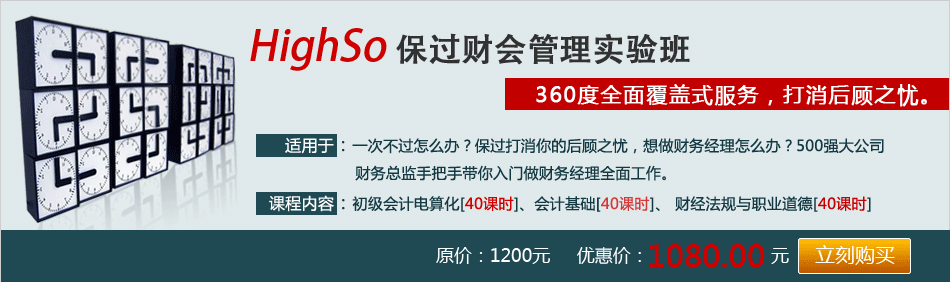 HighSo 保过财会管理实验班
360度全面覆盖式服务，打消后顾之忧。
适用于：一次不过怎么办？保过打消你的后顾之忧，想做财务经理怎么办？500强大公司
财务总监手把手带你入门做财务经理全面工作。
课程内容：初级会计电算化[40课时]、会计基础[40课时]、 财经法规与职业道德[40课时]
原价：1200元 优惠价：1080.00 元 立刻购买